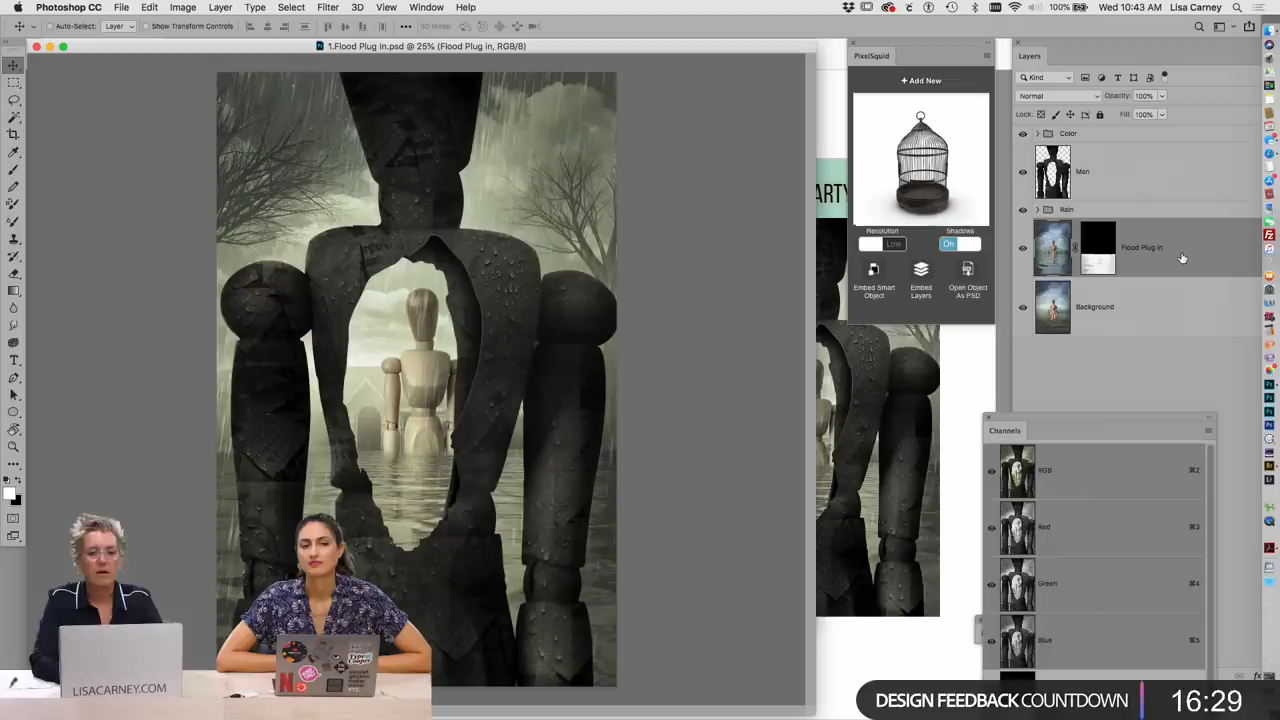 Photoshop CC File Edit Image Layer Type Select Filter 3D View Window Help
100% Wed 10:43 AM Lisa Carney
Auto-Select: Layer Show Transform Controls 3D Mode:
1.Flood Plug in.psd @ 25% (Flood Plug in, RGB/8)
PixelSquid
+ Add New
Resolution Shadows
Low On
Embed Smart Object
Embed Layers
Open Object As PSD
ARTY
Layers
Kind
Normal Opacity: 100%
Lock: Fill: 100%
Color
Man
Rain
Flood Plug in
Background
Channels
RGB ⌘2
Red ⌘3
Green ⌘4
Blue ⌘5
fx
LISACARNEY.COM
DESIGN FEEDBACK COUNTDOWN 16:29